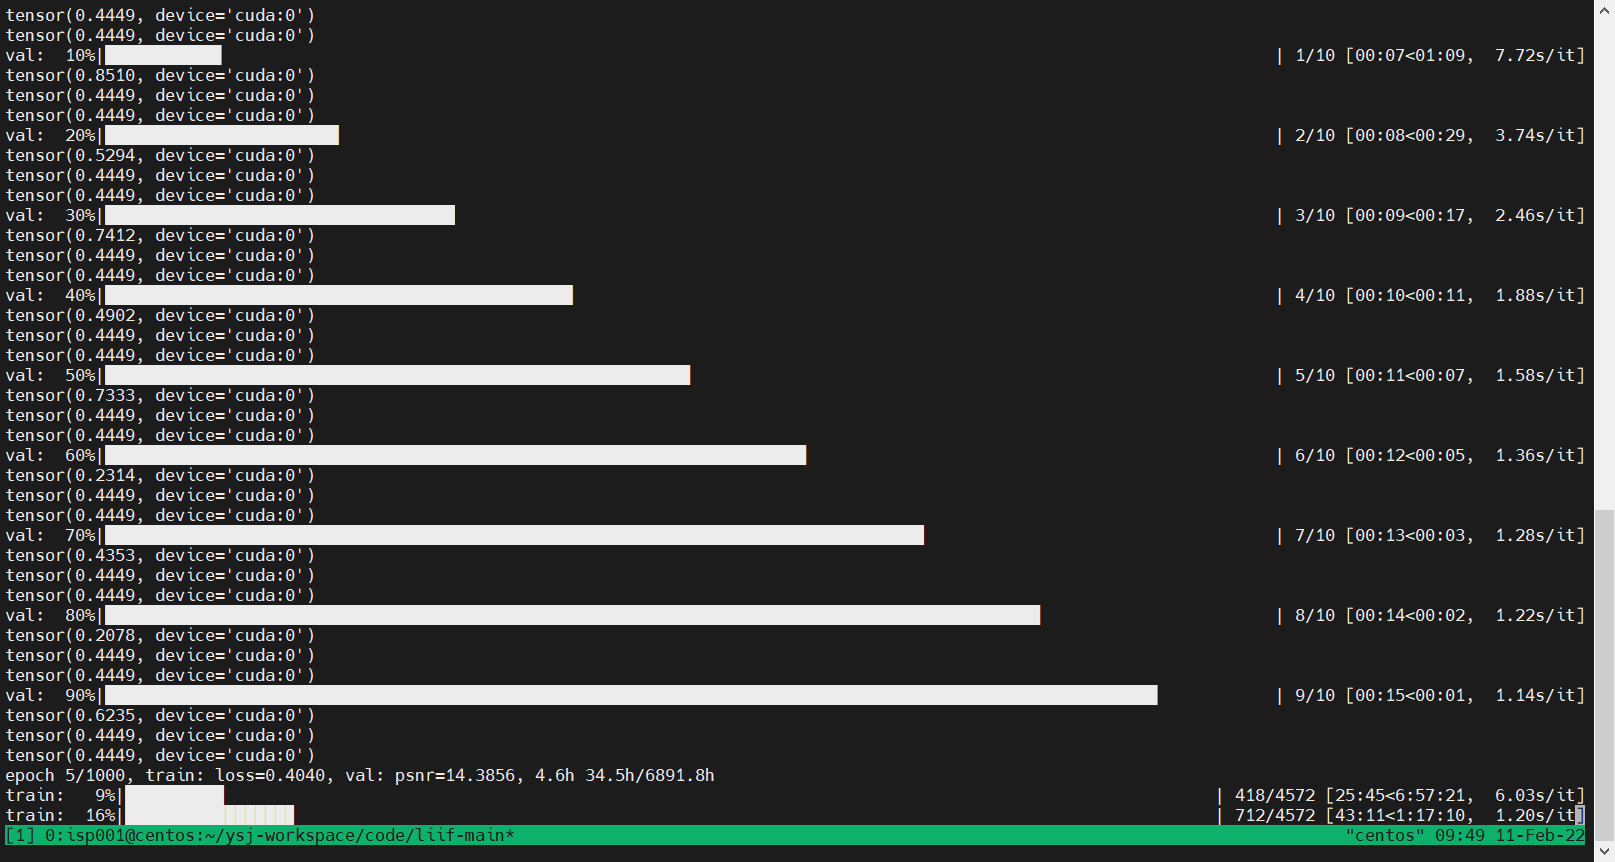 tensor(0.4449, device='cuda:0')
tensor(0.4449, device='cuda:0')
val:  10%| | 1/10 [00:07<01:09,  7.72s/it]
tensor(0.8510, device='cuda:0')
tensor(0.4449, device='cuda:0')
tensor(0.4449, device='cuda:0')
val:  20%| | 2/10 [00:08<00:29,  3.74s/it]
tensor(0.5294, device='cuda:0')
tensor(0.4449, device='cuda:0')
tensor(0.4449, device='cuda:0')
val:  30%| | 3/10 [00:09<00:17,  2.46s/it]
tensor(0.7412, device='cuda:0')
tensor(0.4449, device='cuda:0')
tensor(0.4449, device='cuda:0')
val:  40%| | 4/10 [00:10<00:11,  1.88s/it]
tensor(0.4902, device='cuda:0')
tensor(0.4449, device='cuda:0')
tensor(0.4449, device='cuda:0')
val:  50%| | 5/10 [00:11<00:07,  1.58s/it]
tensor(0.7333, device='cuda:0')
tensor(0.4449, device='cuda:0')
tensor(0.4449, device='cuda:0')
val:  60%| | 6/10 [00:12<00:05,  1.36s/it]
tensor(0.2314, device='cuda:0')
tensor(0.4449, device='cuda:0')
tensor(0.4449, device='cuda:0')
val:  70%| | 7/10 [00:13<00:03,  1.28s/it]
tensor(0.4353, device='cuda:0')
tensor(0.4449, device='cuda:0')
tensor(0.4449, device='cuda:0')
val:  80%| | 8/10 [00:14<00:02,  1.22s/it]
tensor(0.2078, device='cuda:0')
tensor(0.4449, device='cuda:0')
tensor(0.4449, device='cuda:0')
val:  90%| | 9/10 [00:15<00:01,  1.14s/it]
tensor(0.6235, device='cuda:0')
tensor(0.4449, device='cuda:0')
tensor(0.4449, device='cuda:0')
epoch 5/1000, train: loss=0.4040, val: psnr=14.3856, 4.6h 34.5h/6891.8h
train:   9%| | 418/4572 [25:45<6:57:21,  6.03s/it]
train:  16%| | 712/4572 [43:11<1:17:10,  1.20s/it]
[1] 0:isp001@centos:~/ysj-workspace/code/liif-main* "centos" 09:49 11-Feb-22